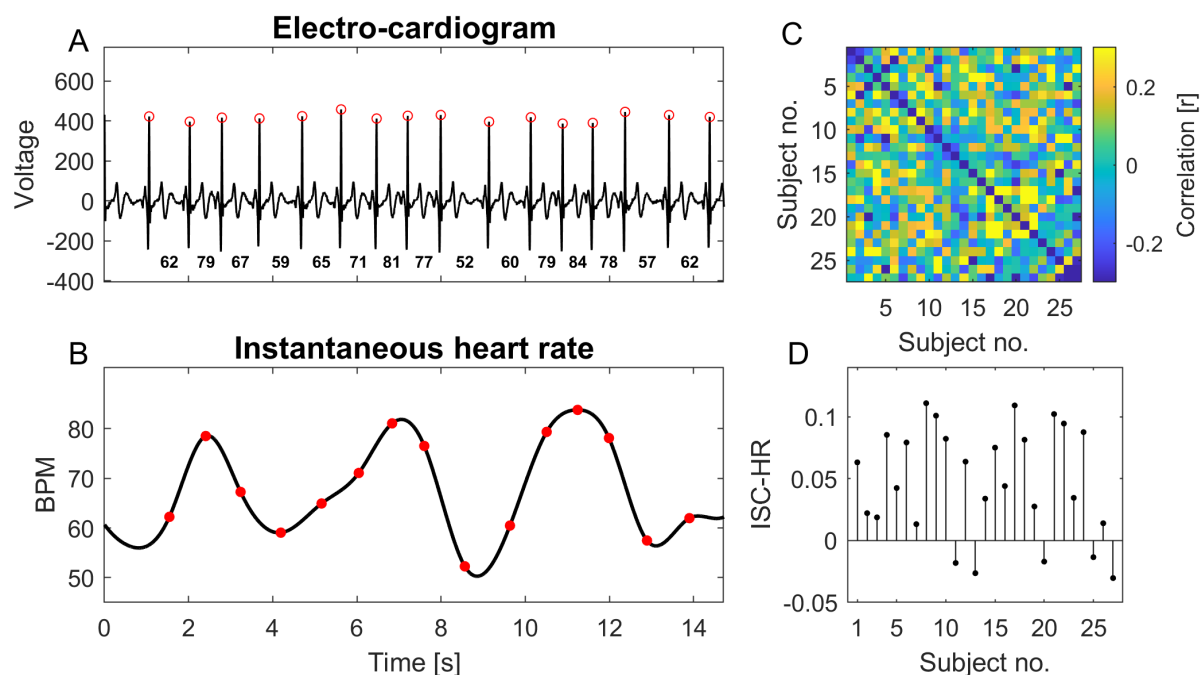 A
Electro-cardiogram
Voltage
600
400
200
0
-200
-400
62 79 67 59 65 71 81 77 52 60 79 84 78 57 62
B
Instantaneous heart rate
BPM
80
70
60
50
0 2 4 6 8 10 12 14
Time [s]
C
Subject no.
5
10
15
20
25
5 10 15 20 25
Subject no.
0.2
0
-0.2
Correlation [r]
D
ISC-HR
0.1
0.05
0
-0.05
1 5 10 15 20 25
Subject no.